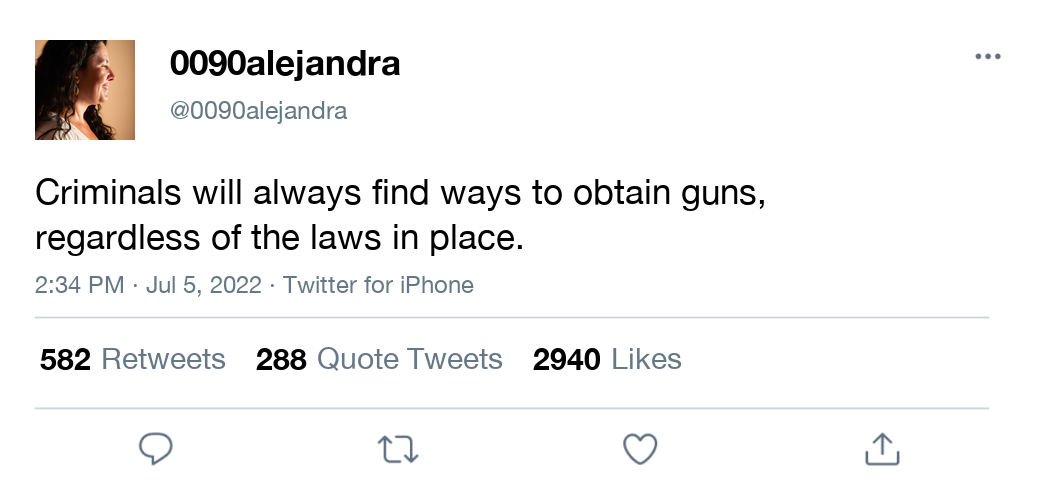 0090alejandra
@0090alejandra
Criminals will always find ways to obtain guns,
regardless of the laws in place.
2:34 PM · Jul 5, 2022 · Twitter for iPhone
582 Retweets 288 Quote Tweets 2940 Likes